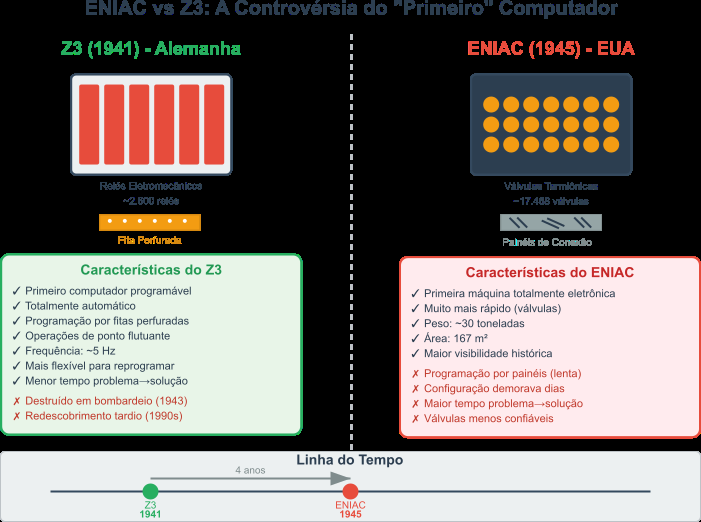 ENIAC vs Z3: A Controvérsia do "Primeiro" Computador
Z3 (1941) - Alemanha
Relés Eletromecânicos
~2.600 relés
Fita Perfurada
Características do Z3
✓ Primeiro computador programável
✓ Totalmente automático
✓ Programação por fitas perfuradas
✓ Operações de ponto flutuante
✓ Frequência: ~5 Hz
✓ Mais flexível para reprogramar
✓ Menor tempo problema→solução
✗ Destruído em bombardeio (1943)
✗ Redescobrimento tardio (1990s)
ENIAC (1945) - EUA
Válvulas Termiônicas
~17.468 válvulas
Painéis de Conexão
Características do ENIAC
✓ Primeira máquina totalmente eletrônica
✓ Muito mais rápido (válvulas)
✓ Peso: ~30 toneladas
✓ Área: 167 m²
✓ Maior visibilidade histórica
✗ Programação por painéis (lenta)
✗ Configuração demorava dias
✗ Maior tempo problema→solução
✗ Válvulas menos confiáveis
Linha do Tempo
4 anos
Z3
1941
ENIAC
1945